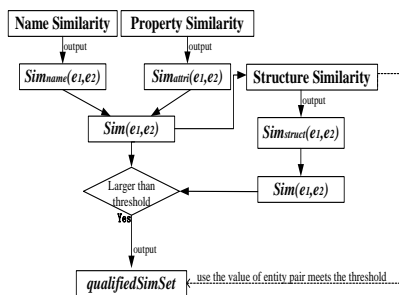 Name Similarity
Property Similarity
output
output
Simname(e1,e2)
Simattri(e1,e2)
Structure Similarity
output
Sim(e1,e2)
Simstruct(e1,e2)
Larger than
threshold
Sim(e1,e2)
Yes
output
qualifiedSimSet
use the value of entity pair meets the threshold